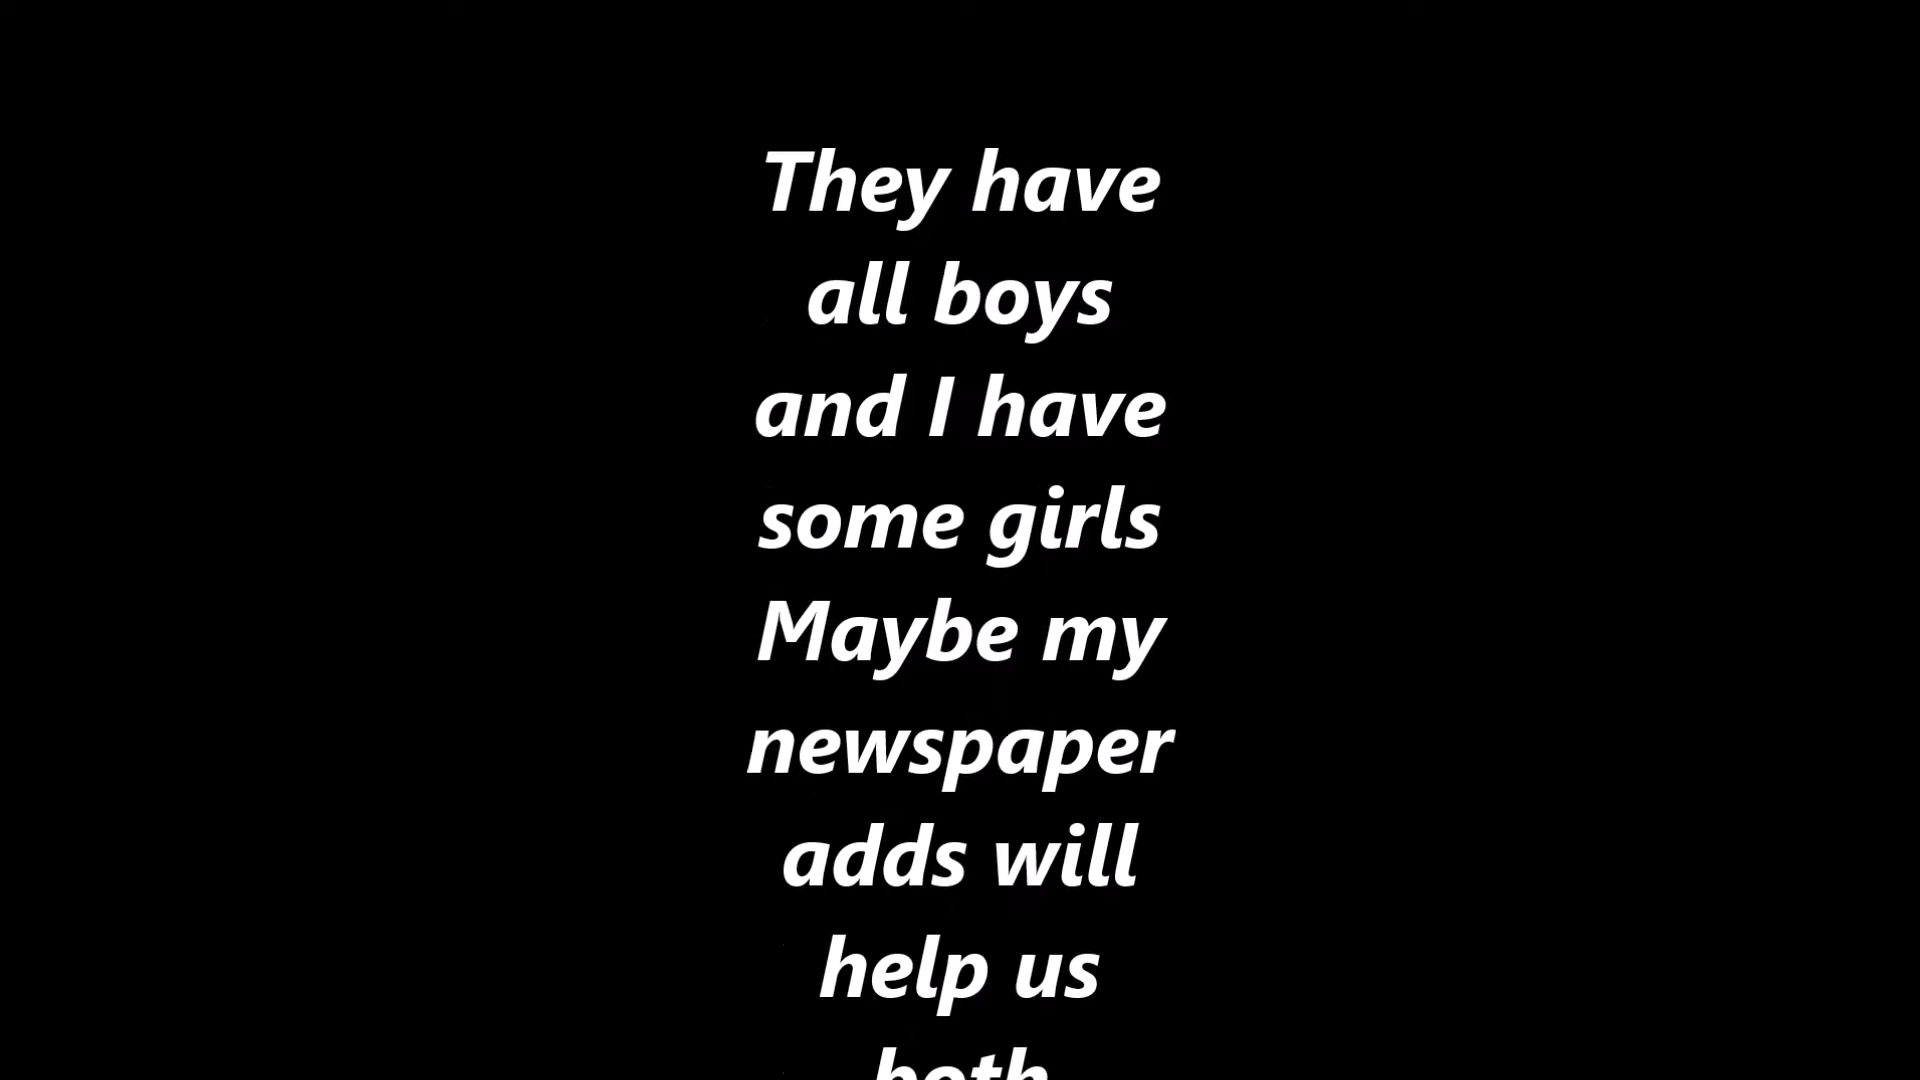 They have
all boys
and I have
some girls
Maybe my
newspaper
adds will
help us
both